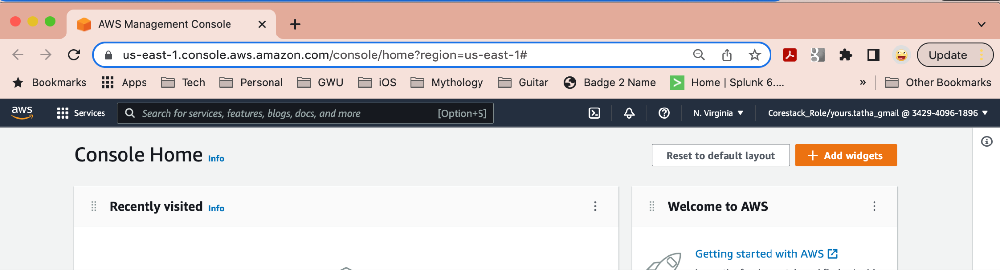 AWS Management Console
us-east-1.console.aws.amazon.com/console/home?region=us-east-1#
Update
Bookmarks Apps Tech Personal GWU iOS Mythology Guitar Badge 2 Name Home | Splunk 6.... » Other Bookmarks
aws Services Search for services, features, blogs, docs, and more [Option+S] N. Virginia Corestack_Role/yours.tatha_gmail @ 3429-4096-1896
Console Home Info Reset to default layout + Add widgets
Recently visited Info
Welcome to AWS
Getting started with AWS